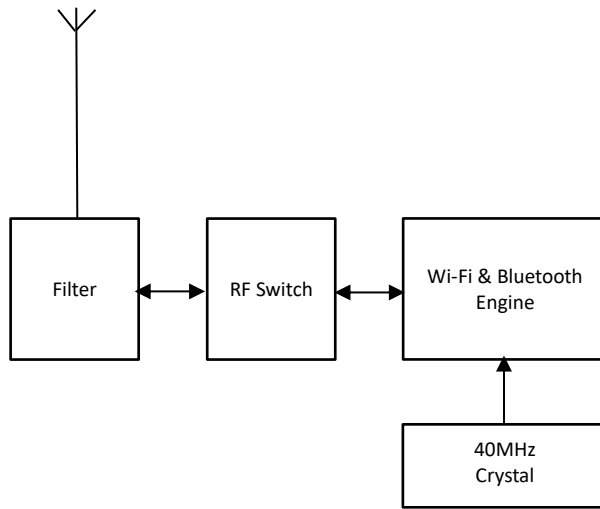 Filter
RF Switch
Wi-Fi & Bluetooth
Engine
40MHz
Crystal